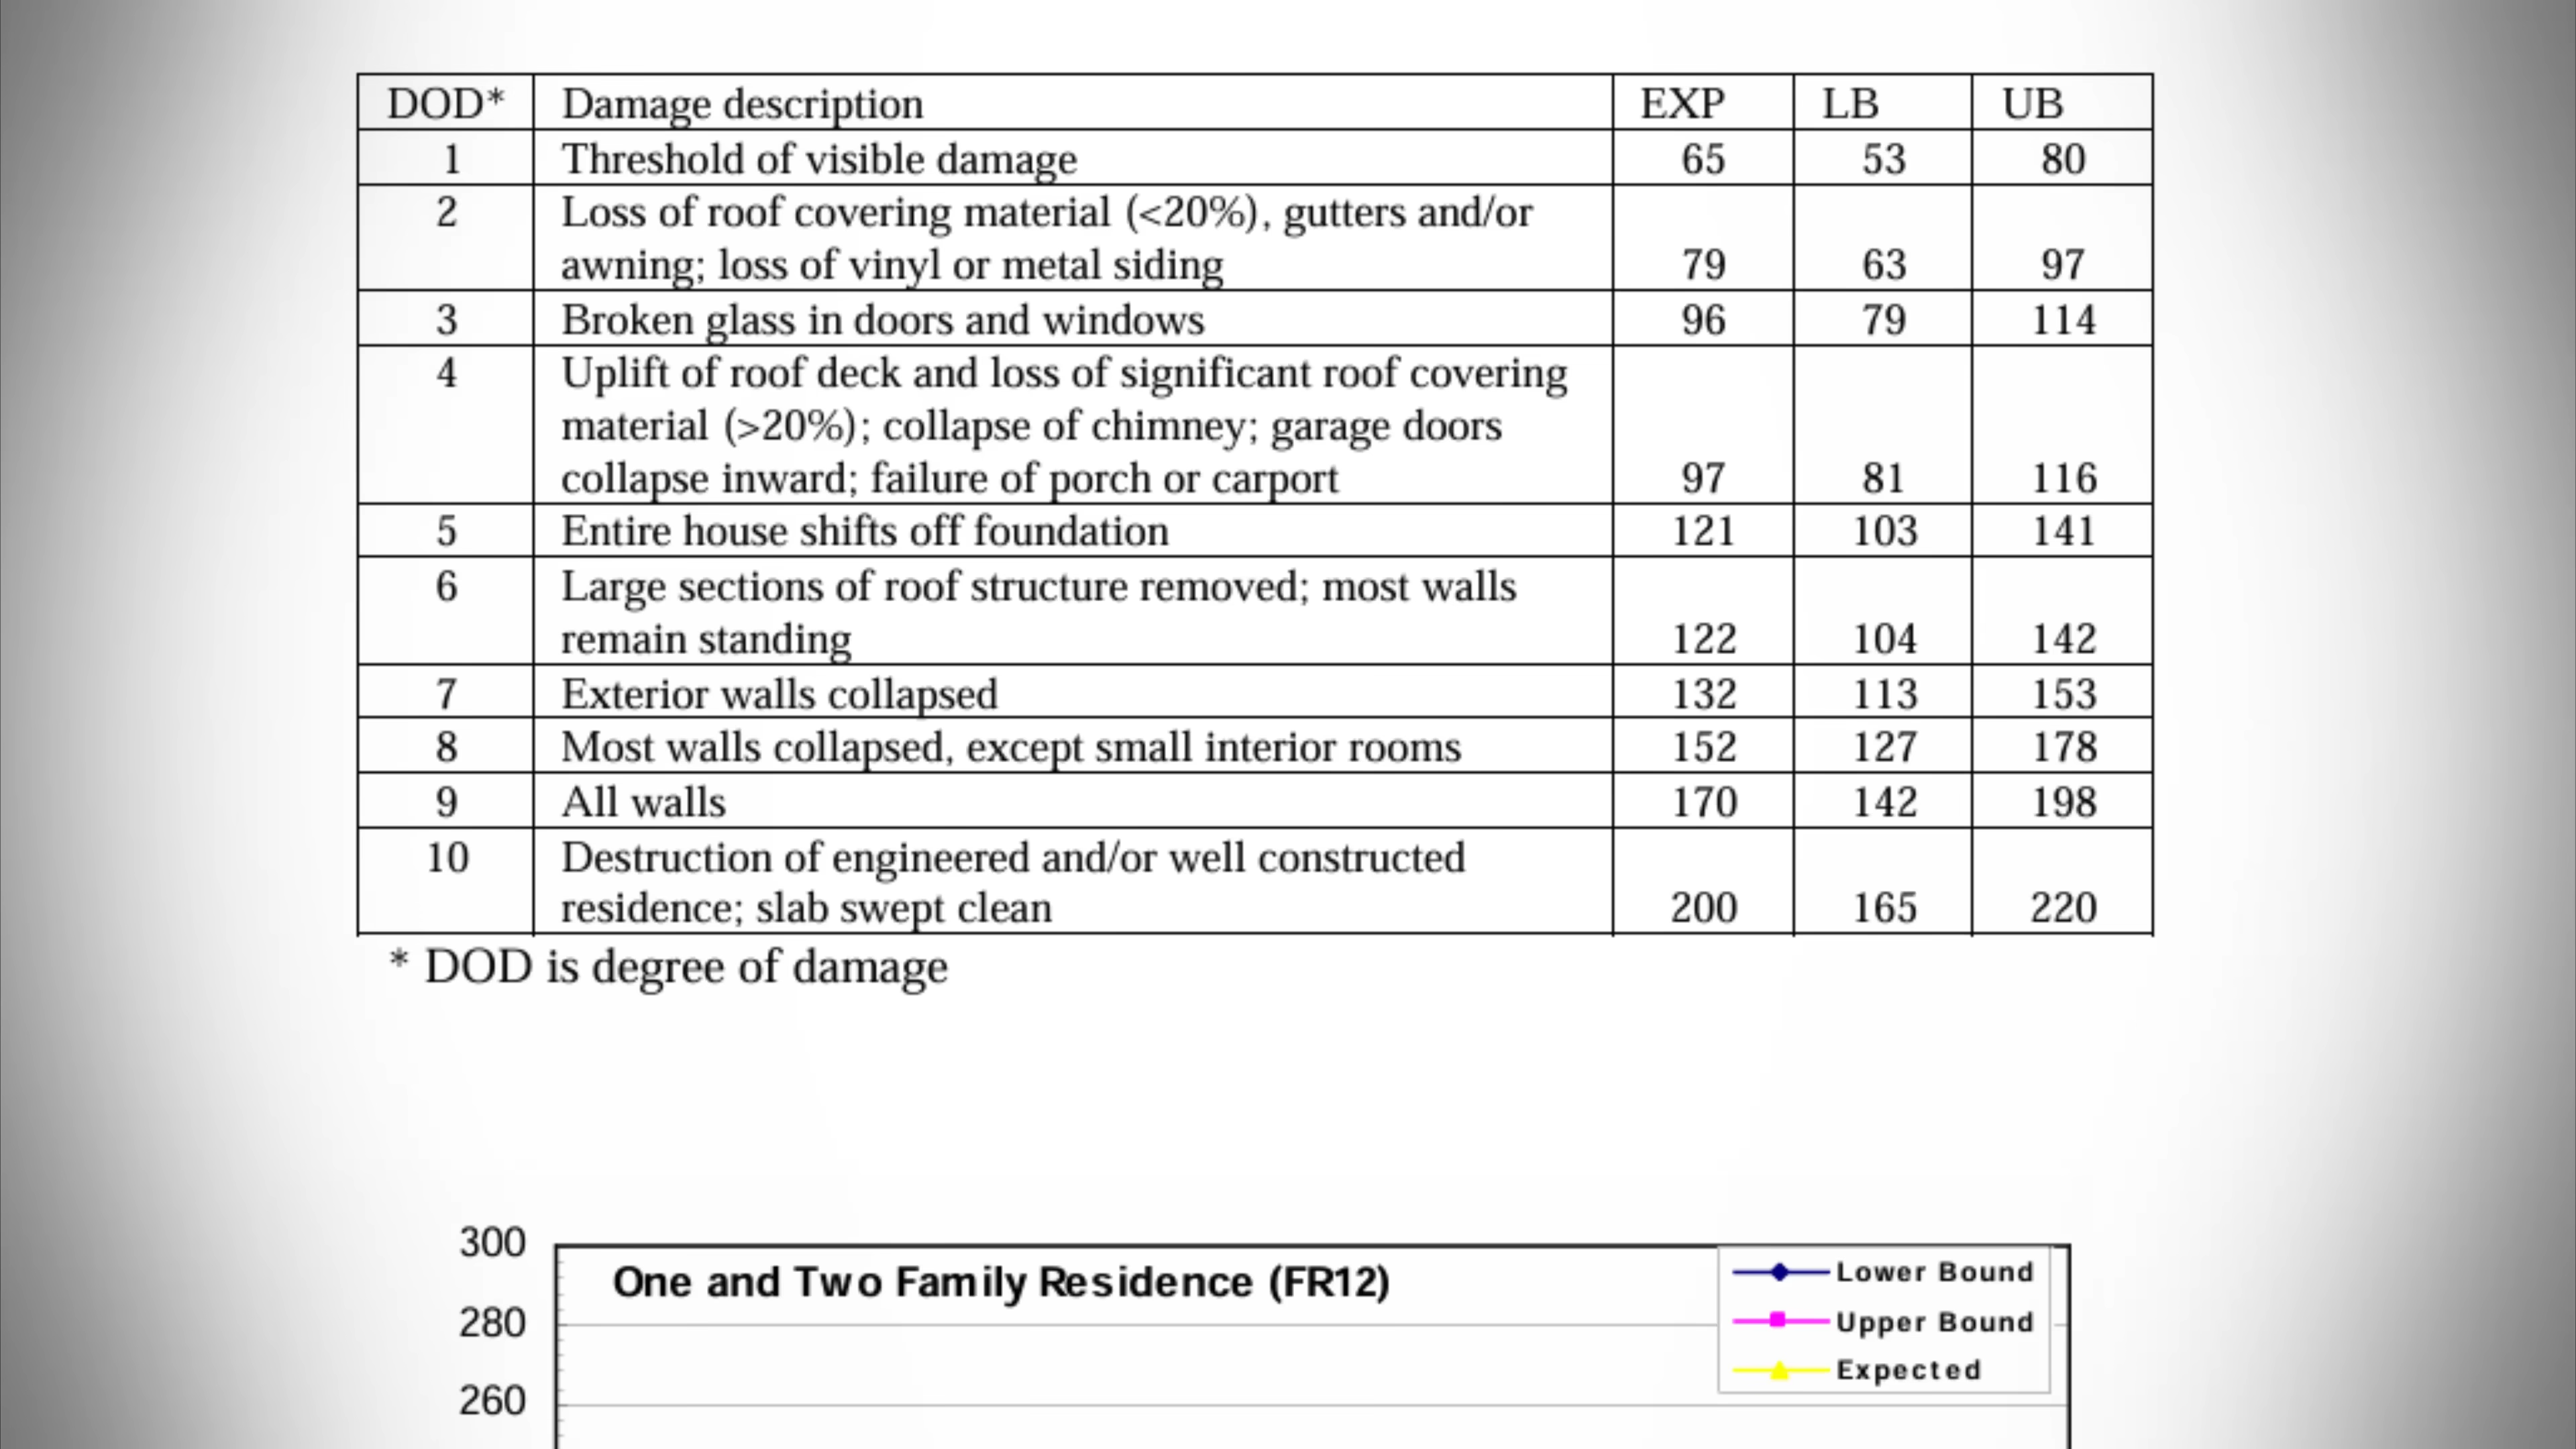 DOD* Damage description EXP LB UB
1 Threshold of visible damage 65 53 80
2 Loss of roof covering material (<20%), gutters and/or
awning; loss of vinyl or metal siding 79 63 97
3 Broken glass in doors and windows 96 79 114
4 Uplift of roof deck and loss of significant roof covering
material (>20%); collapse of chimney; garage doors
collapse inward; failure of porch or carport 97 81 116
5 Entire house shifts off foundation 121 103 141
6 Large sections of roof structure removed; most walls
remain standing 122 104 142
7 Exterior walls collapsed 132 113 153
8 Most walls collapsed, except small interior rooms 152 127 178
9 All walls 170 142 198
10 Destruction of engineered and/or well constructed
residence; slab swept clean 200 165 220
* DOD is degree of damage
300
One and Two Family Residence (FR12)
Lower Bound
280
Upper Bound
Expected
260